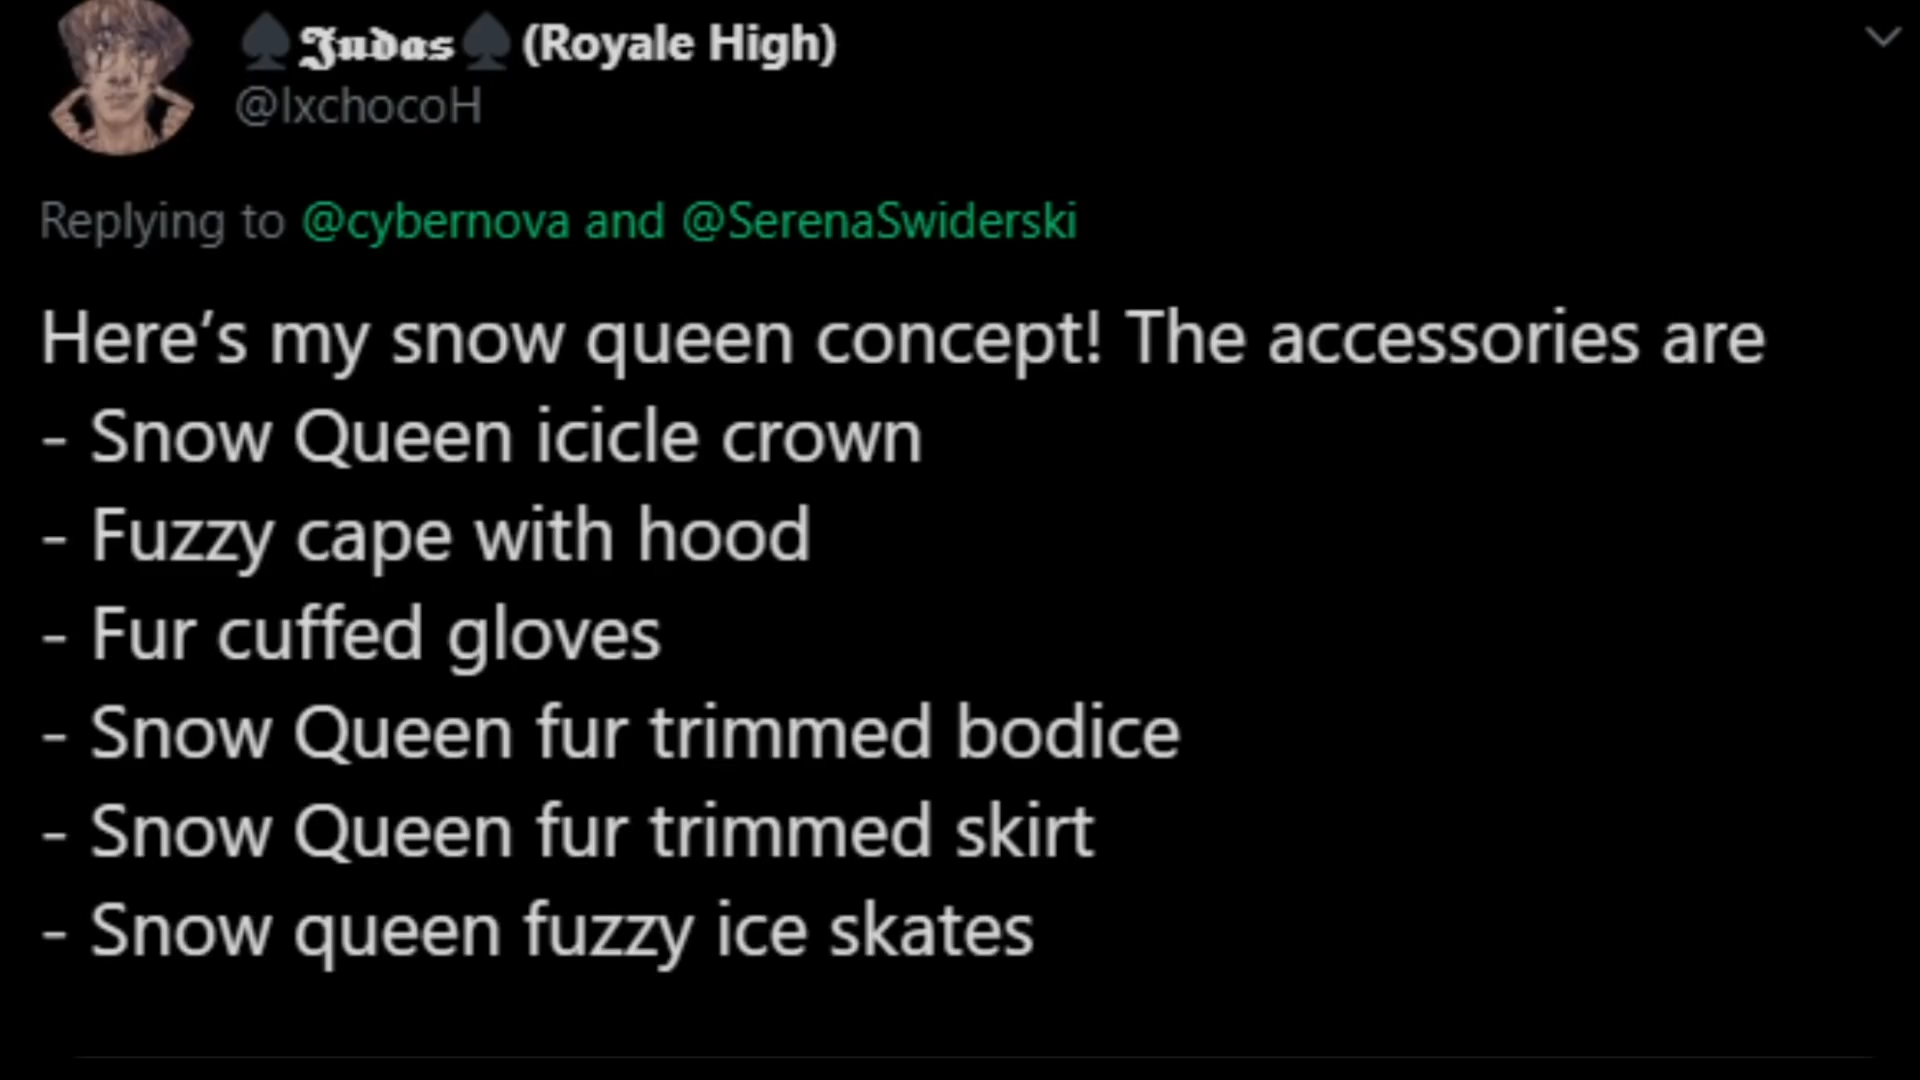 ♠𝕵𝖚𝖉𝖆𝖘♠ (Royale High)
@IxchocoH
Replying to @cybernova and @SerenaSwiderski
Here’s my snow queen concept! The accessories are
- Snow Queen icicle crown
- Fuzzy cape with hood
- Fur cuffed gloves
- Snow Queen fur trimmed bodice
- Snow Queen fur trimmed skirt
- Snow queen fuzzy ice skates